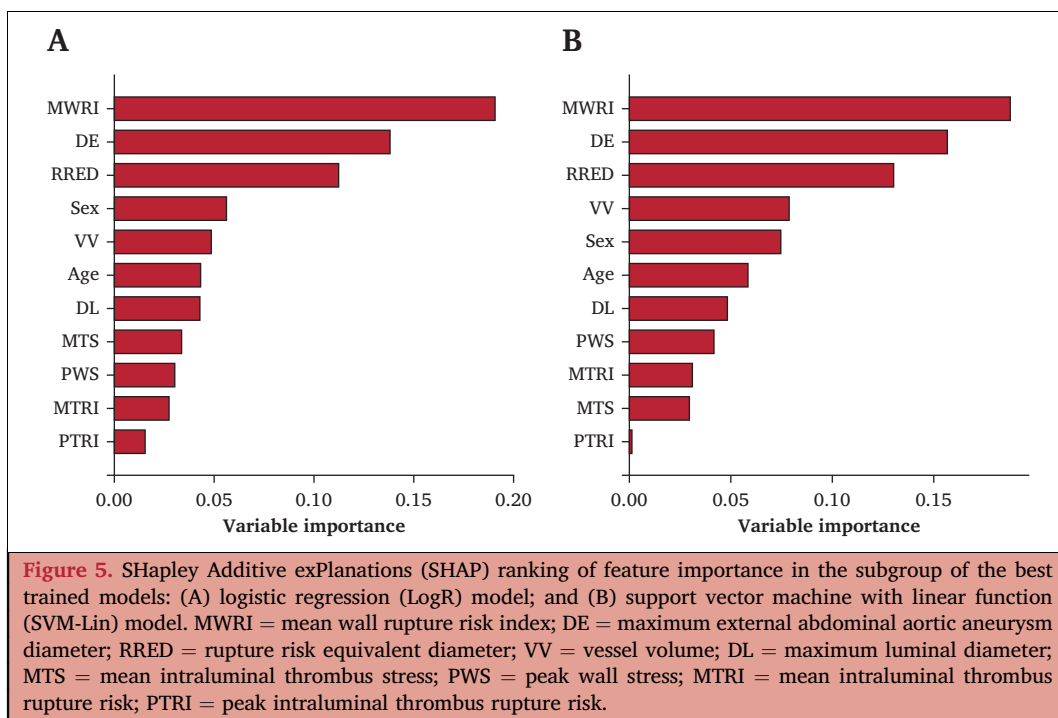 A
MWRI
DE
RRED
Sex
VV
Age
DL
MTS
PWS
MTRI
PTRI
0.00 0.05 0.10 0.15 0.20
Variable importance
B
MWRI
DE
RRED
VV
Sex
Age
DL
PWS
MTRI
MTS
PTRI
0.00 0.05 0.10 0.15
Variable importance
Figure 5. SHapley Additive exPlanations (SHAP) ranking of feature importance in the subgroup of the best
trained models: (A) logistic regression (LogR) model; and (B) support vector machine with linear function
(SVM-Lin) model. MWRI = mean wall rupture risk index; DE = maximum external abdominal aortic aneurysm
diameter; RRED = rupture risk equivalent diameter; VV = vessel volume; DL = maximum luminal diameter;
MTS = mean intraluminal thrombus stress; PWS = peak wall stress; MTRI = mean intraluminal thrombus
rupture risk; PTRI = peak intraluminal thrombus rupture risk.